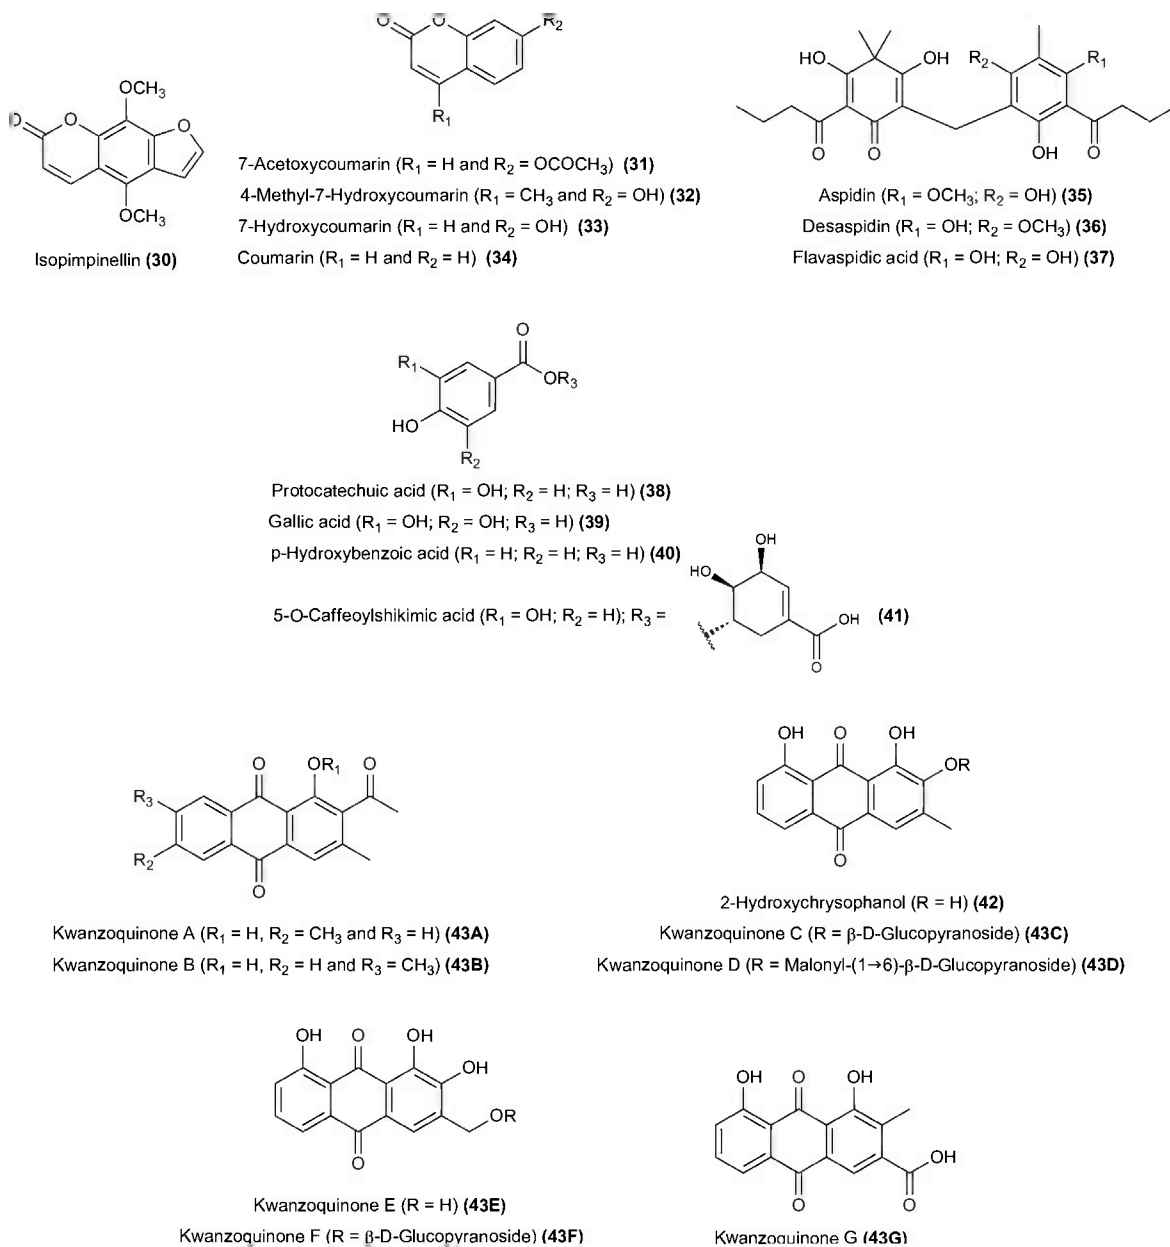 O
O
R₂
R₁
OCH₃
O
O
O
OCH₃
Isopimpinellin (30)
7-Acetoxycoumarin (R₁ = H and R₂ = OCOCH₃) (31)
4-Methyl-7-Hydroxycoumarin (R₁ = CH₃ and R₂ = OH) (32)
7-Hydroxycoumarin (R₁ = H and R₂ = OH) (33)
Coumarin (R₁ = H and R₂ = H) (34)
HO
OH
R₂
R₁
O
O
OH
O
Aspidin (R₁ = OCH₃; R₂ = OH) (35)
Desaspidin (R₁ = OH; R₂ = OCH₃) (36)
Flavaspidic acid (R₁ = OH; R₂ = OH) (37)
O
R₁
OR₃
HO
R₂
Protocatechuic acid (R₁ = OH; R₂ = H; R₃ = H) (38)
Gallic acid (R₁ = OH; R₂ = OH; R₃ = H) (39)
p-Hydroxybenzoic acid (R₁ = H; R₂ = H; R₃ = H) (40)
OH
HO
5-O-Caffeoylshikimic acid (R₁ = OH; R₂ = H); R₃ =
OH
O
(41)
O
OR₁
O
R₃
R₂
O
Kwanzoquinone A (R₁ = H, R₂ = CH₃ and R₃ = H) (43A)
Kwanzoquinone B (R₁ = H, R₂ = H and R₃ = CH₃) (43B)
OH
O
OH
OR
O
2-Hydroxychrysophanol (R = H) (42)
Kwanzoquinone C (R = β-D-Glucopyranoside) (43C)
Kwanzoquinone D (R = Malonyl-(1→6)-β-D-Glucopyranoside) (43D)
OH
O
OH
OH
OR
O
Kwanzoquinone E (R = H) (43E)
Kwanzoquinone F (R = β-D-Glucopyranoside) (43F)
OH
O
OH
OH
O
O
Kwanzoquinone G (43G)